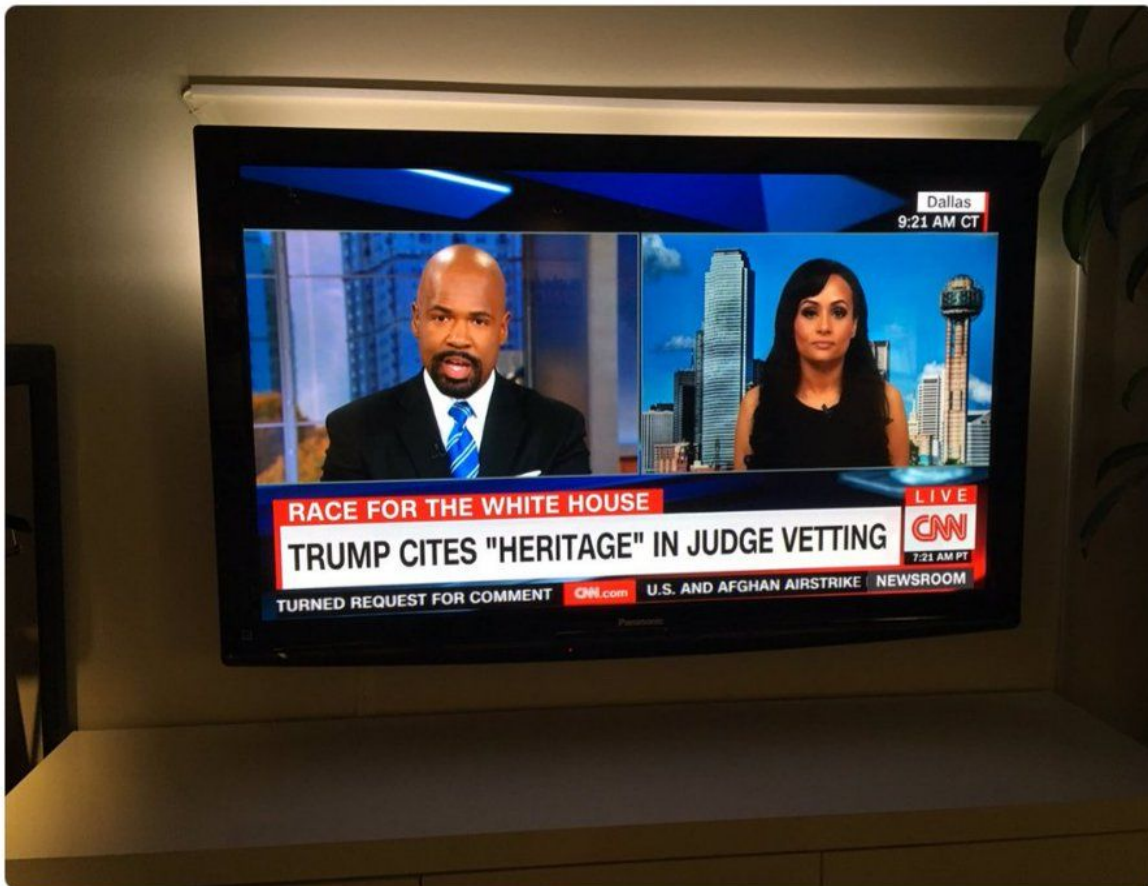 Dallas
9:21 AM CT
RACE FOR THE WHITE HOUSE
TRUMP CITES "HERITAGE" IN JUDGE VETTING
LIVE
CNN
7:21 AM PT
TURNED REQUEST FOR COMMENT CNN.com U.S. AND AFGHAN AIRSTRIKE NEWSROOM
Panasonic